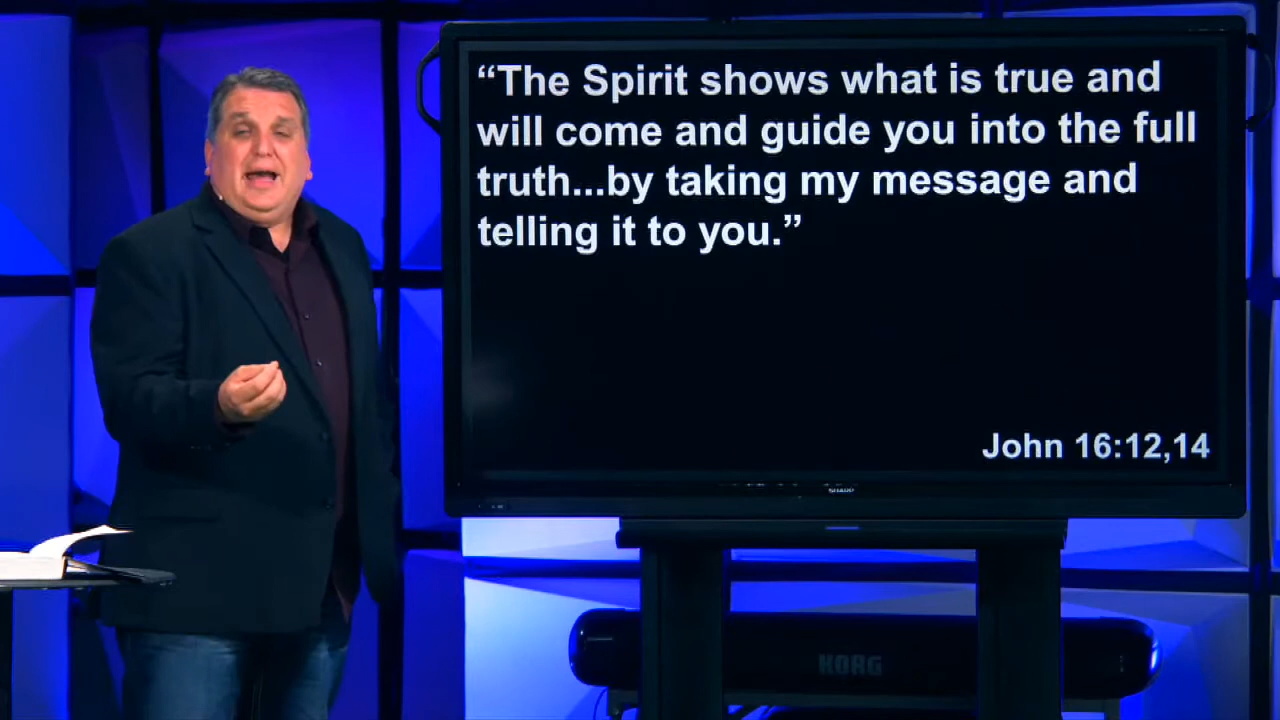 “The Spirit shows what is true and
will come and guide you into the full
truth...by taking my message and
telling it to you.”
John 16:12,14
KORG